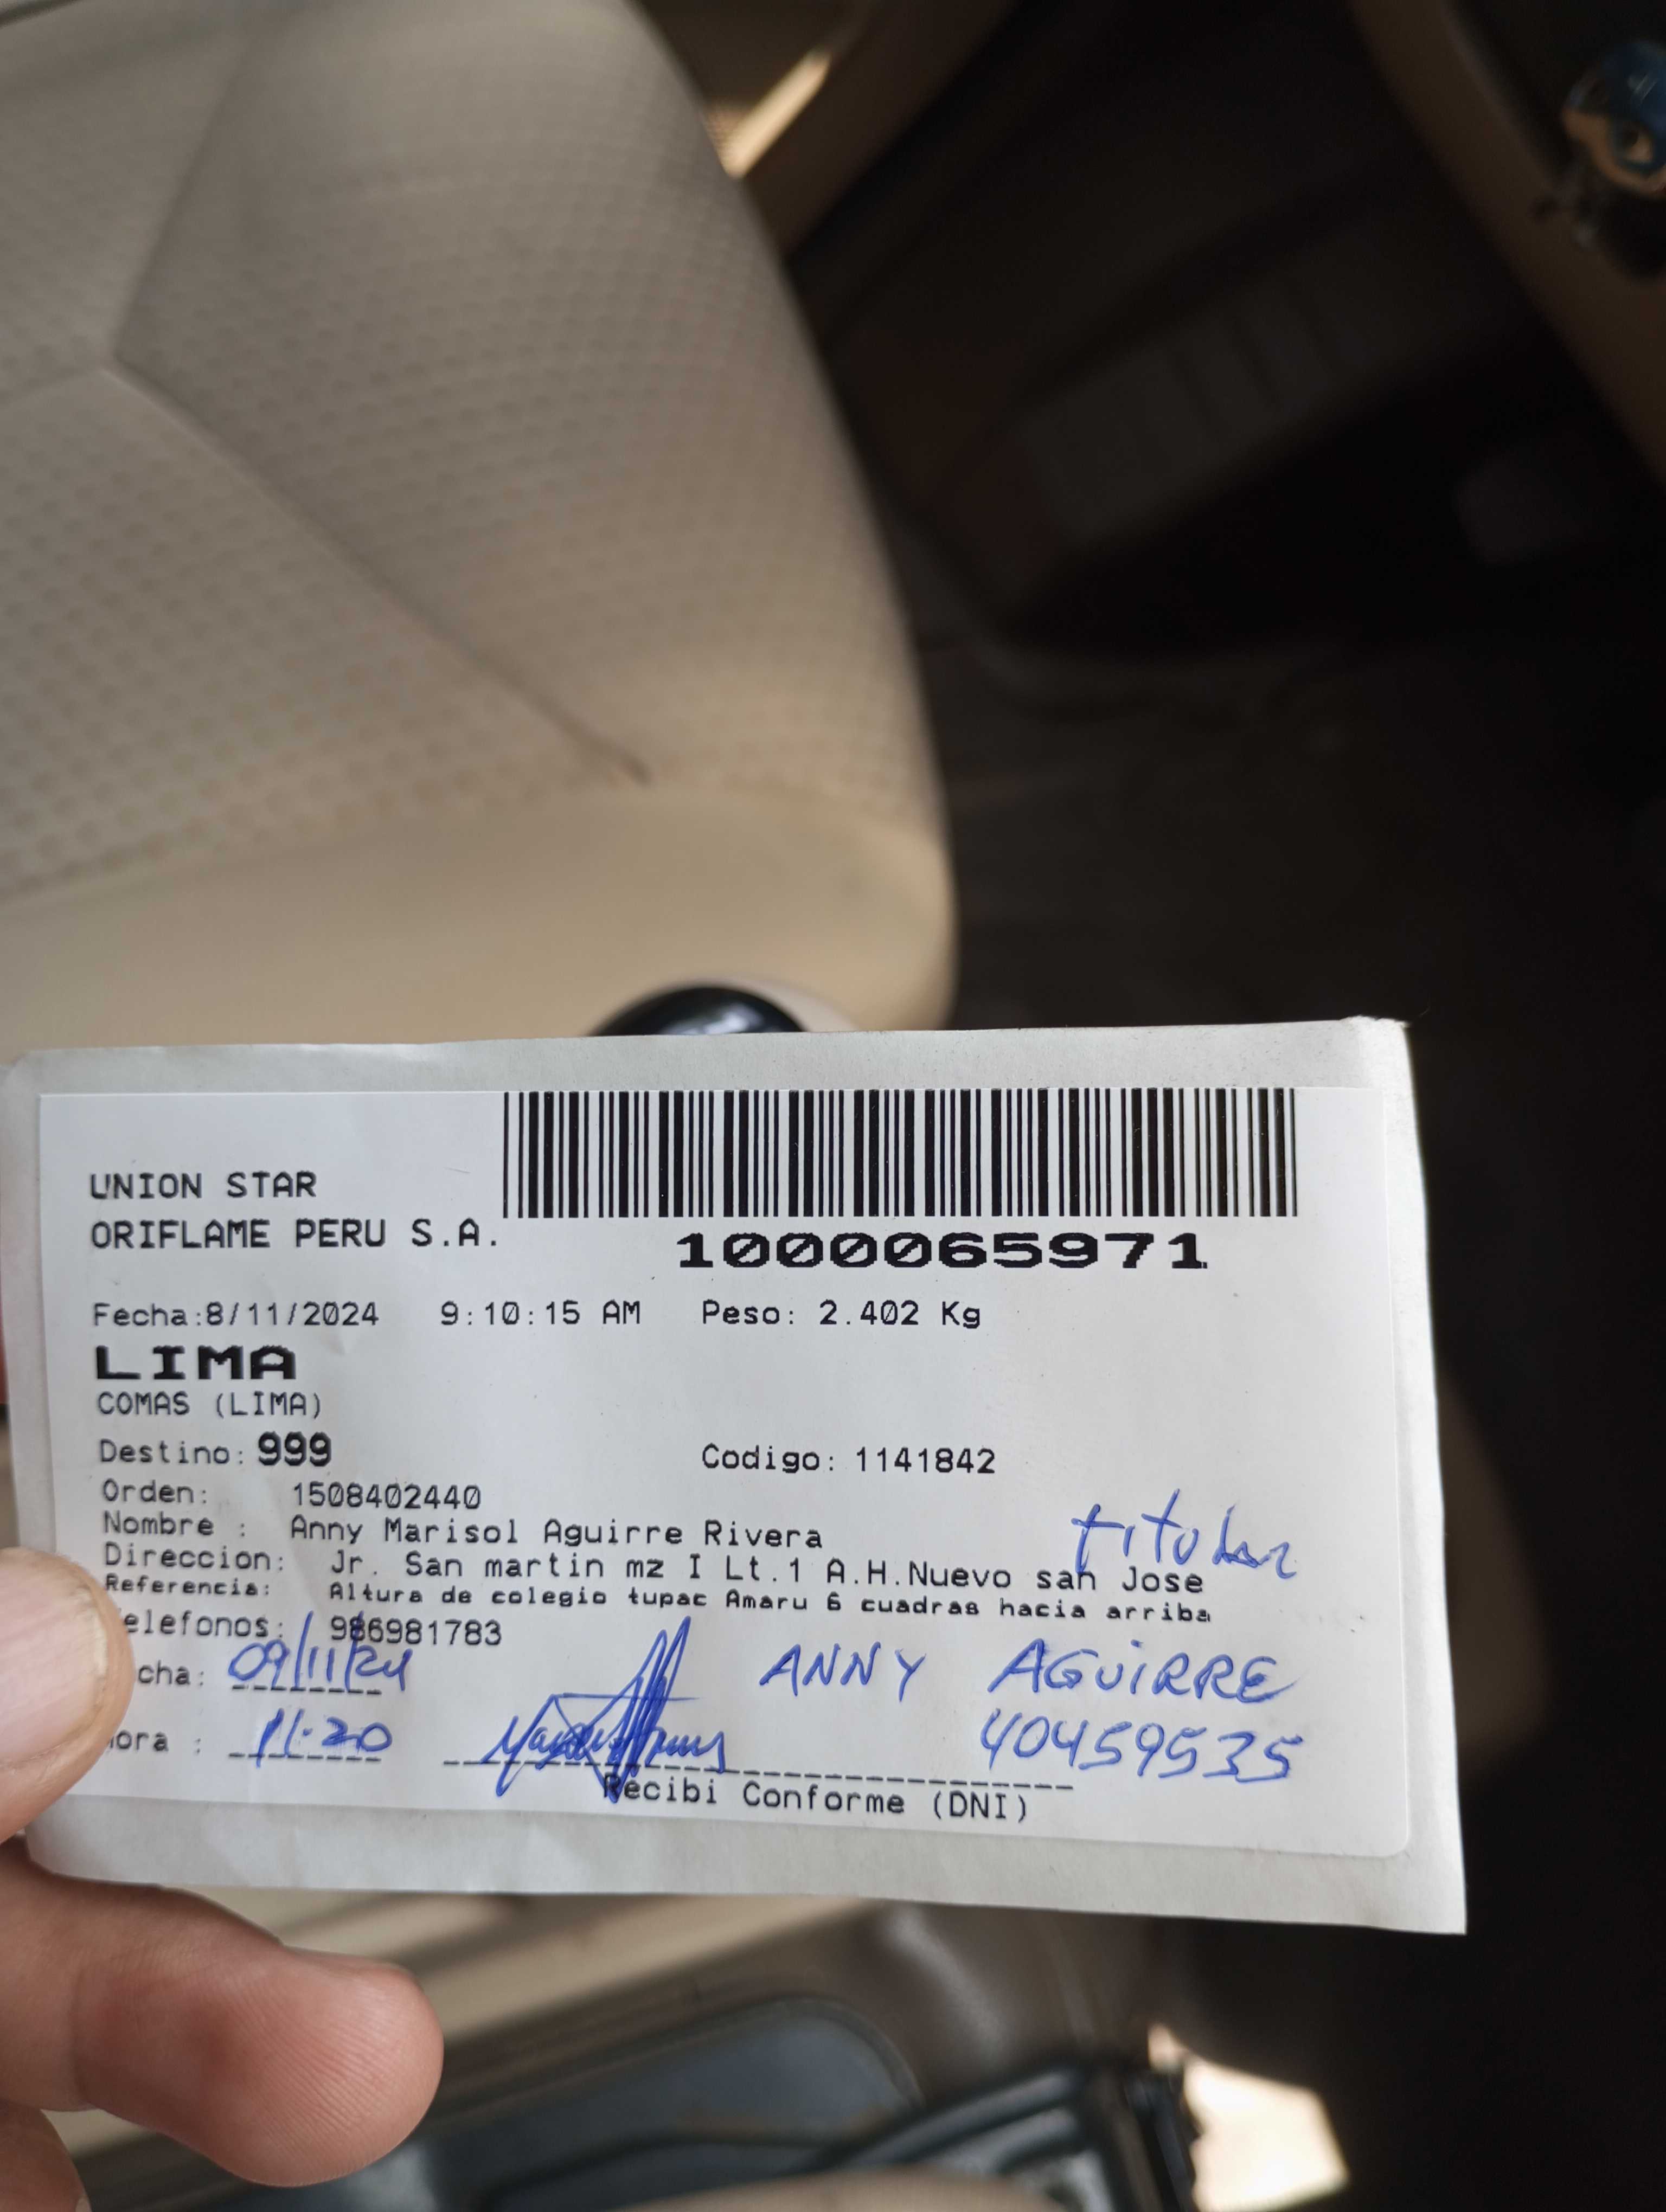 UNION STAR
ORIFLAME PERU S.A.
1000065971
Fecha:8/11/2024 9:10:15 AM Peso: 2.402 Kg
LIMA
COMAS (LIMA)
Destino: 999 Codigo: 1141842
Orden: 1508402440
Nombre : Anny Marisol Aguirre Rivera
titular
Direccion: Jr. San martin mz I Lt.1 A.H.Nuevo san Jose
Referencia: Altura de colegio tupac Amaru 6 cuadras hacia arriba
elefonos: 986981783
cha: 09/11/24 ANNY AGUiRRE
ora : 11:20 40459535
Recibi Conforme (DNI)